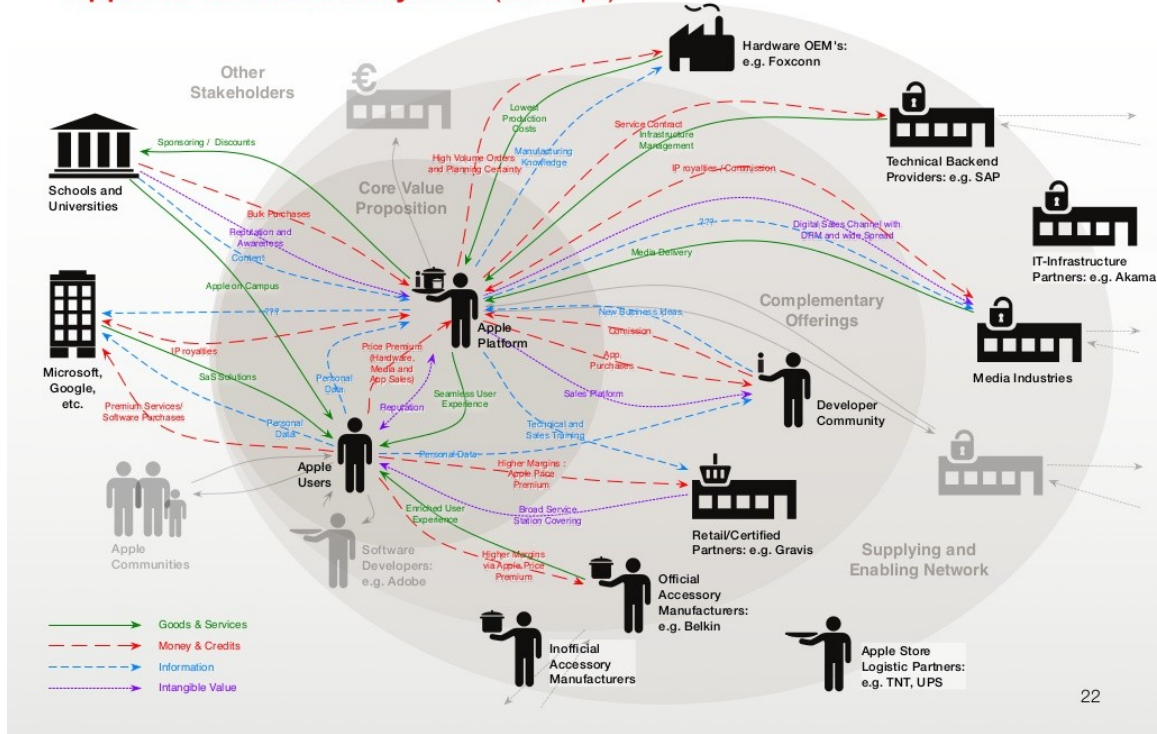 Other
Stakeholders
Hardware OEM's:
e.g. Foxconn
Sponsoring / Discounts
Schools and
Universities
Core Value
Proposition
Lowest
Production
Costs
High Volume Orders
and Planning Certainty
Manufacturing
Knowledge
Service Contract
Infrastructure
Management
Technical Backend
Providers: e.g. SAP
IP royalties / Commission
IT-Infrastructure
Partners: e.g. Akama
Bulk Purchases
Reputation and
Awareness
Content
Apple on Campus
???
Digital Sales Channel with
DRM and wide Spread
Media Delivery
Media Industries
Apple
Platform
Complementary
Offerings
???
IP royalties
SaS Solutions
Microsoft,
Google,
etc.
Premium Services/
Software Purchases
Personal
Data
Price Premium
(Hardware,
Media and
App Sales)
Personal
Data
Reputation
Seamless User
Experience
New Business Ideas
Comission
App
Purchases
Sales Platform
Developer
Community
Technical and
Sales Training
Apple
Users
Personal Data
Higher Margins :
Apple Price
Premium
Broad Service
Station Covering
Retail/Certified
Partners: e.g. Gravis
Apple
Communities
Software
Developers:
e.g. Adobe
Enriched User
Experience
Higher Margins
via Apple Price
Premium
Official
Accessory
Manufacturers:
e.g. Belkin
Supplying and
Enabling Network
Inofficial
Accessory
Manufacturers
Apple Store
Logistic Partners:
e.g. TNT, UPS
Goods & Services
Money & Credits
Information
Intangible Value
22